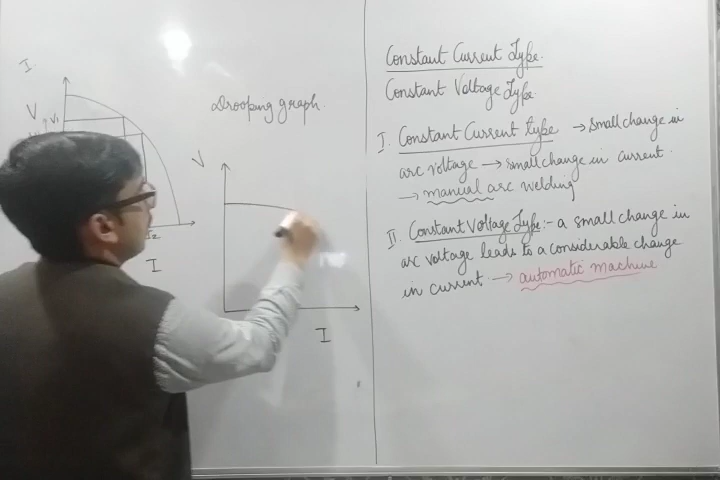 I.
V
V1
I2
I
Drooping graph.
V
I
Constant Current Type.
Constant Voltage Type.
I. Constant Current type → Small change in
arc voltage → small change in current.
→ manual arc welding
II. Constant Voltage Type:- a small change in
arc voltage leads to a considerable change
in current. → automatic machine